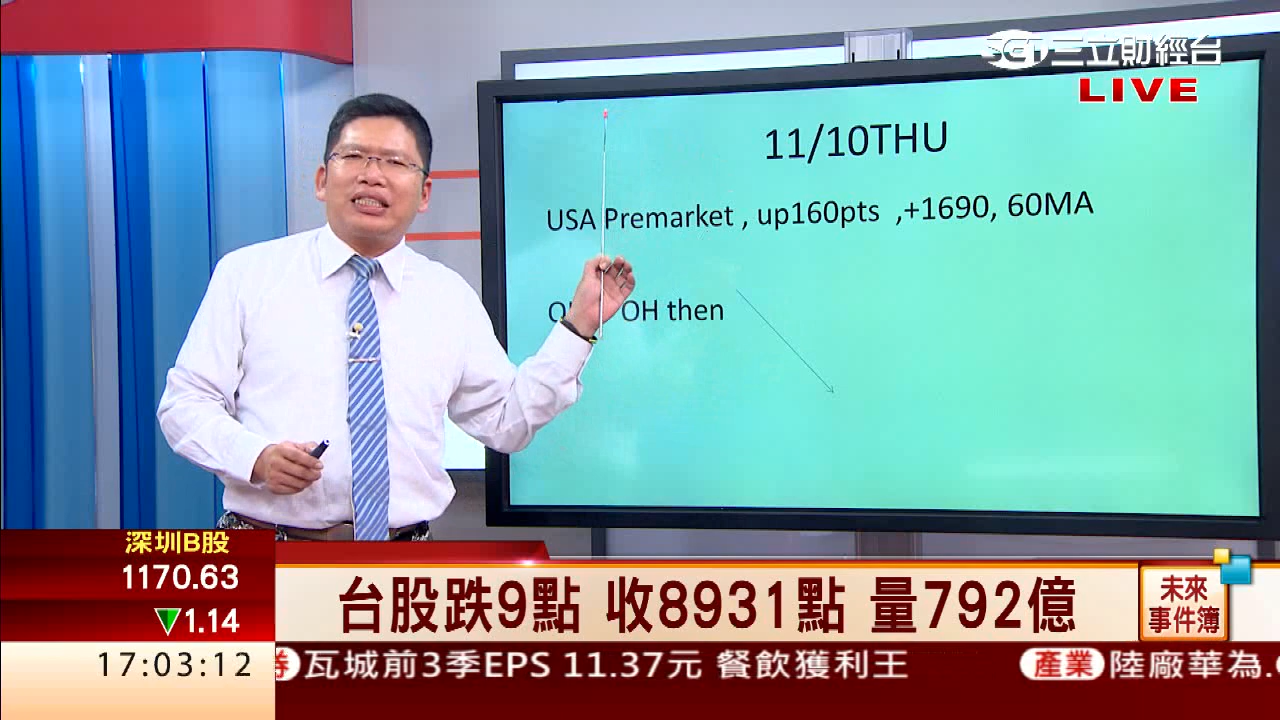 三立財經台
LIVE
11/10THU
USA Premarket , up160pts ,+1690, 60MA
OH then
深圳B股
1170.63
▼1.14
台股跌9點 收8931點 量792億
未來
事件簿
17:03:12
瓦城前3季EPS 11.37元 餐飲獲利王
產業 陸廠華為.